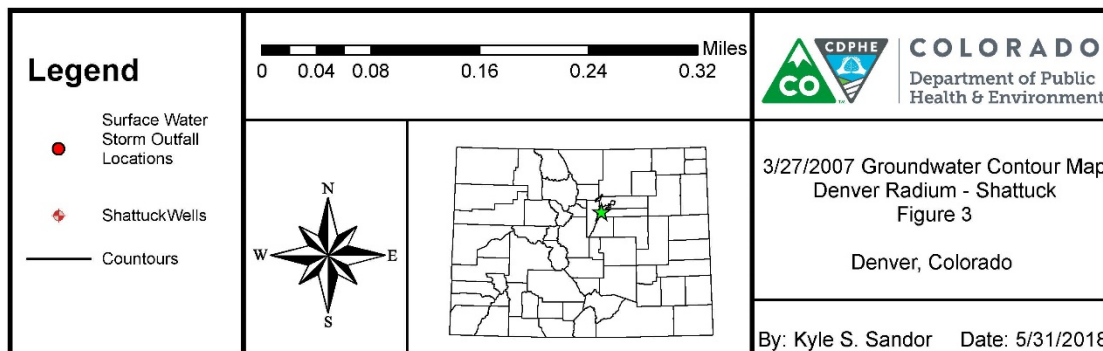 Legend
Surface Water
Storm Outfall
Locations
ShattuckWells
Countours
Miles
0 0.04 0.08 0.16 0.24 0.32
N
W E
S
CO
CDPHE
TM
COLORADO
Department of Public
Health & Environment
3/27/2007 Groundwater Contour Map
Denver Radium - Shattuck
Figure 3
Denver, Colorado
By: Kyle S. Sandor Date: 5/31/2018